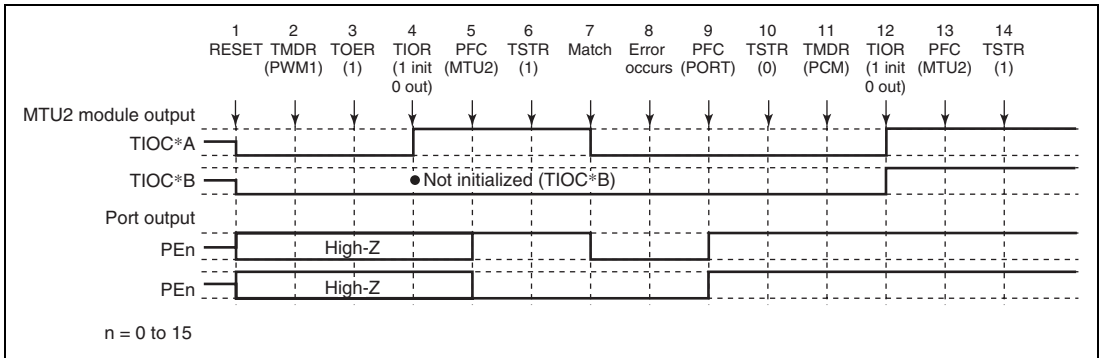 1 2 3 4 5 6 7 8 9 10 11 12 13 14
RESET TMDR TOER TIOR PFC TSTR Match Error PFC TSTR TMDR TIOR PFC TSTR
(PWM1) (1) (1 init (MTU2) (1) occurs (PORT) (0) (PCM) (1 init (MTU2) (1)
0 out) 0 out)
MTU2 module output
TIOC*A
TIOC*B ●Not initialized (TIOC*B)
Port output
PEn High-Z
PEn High-Z
n = 0 to 15